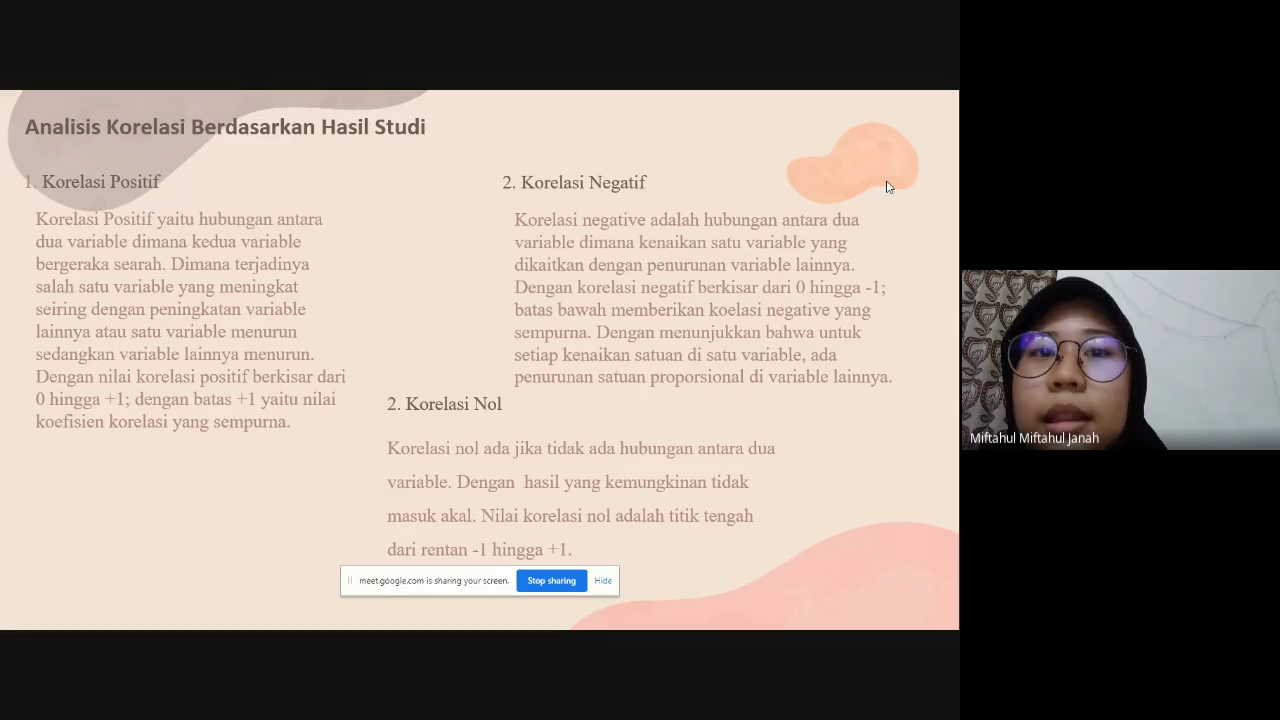 Analisis Korelasi Berdasarkan Hasil Studi
1. Korelasi Positif
Korelasi Positif yaitu hubungan antara
dua variable dimana kedua variable
bergeraka searah. Dimana terjadinya
salah satu variable yang meningkat
seiring dengan peningkatan variable
lainnya atau satu variable menurun
sedangkan variable lainnya menurun.
Dengan nilai korelasi positif berkisar dari
0 hingga +1; dengan batas +1 yaitu nilai
koefisien korelasi yang sempurna.
2. Korelasi Negatif
Korelasi negative adalah hubungan antara dua
variable dimana kenaikan satu variable yang
dikaitkan dengan penurunan variable lainnya.
Dengan korelasi negatif berkisar dari 0 hingga -1;
batas bawah memberikan koelasi negative yang
sempurna. Dengan menunjukkan bahwa untuk
setiap kenaikan satuan di satu variable, ada
penurunan satuan proporsional di variable lainnya.
2. Korelasi Nol
Korelasi nol ada jika tidak ada hubungan antara dua
variable. Dengan hasil yang kemungkinan tidak
masuk akal. Nilai korelasi nol adalah titik tengah
dari rentan -1 hingga +1.
meet.google.com is sharing your screen. Stop sharing Hide
Miftahul Miftahul Janah